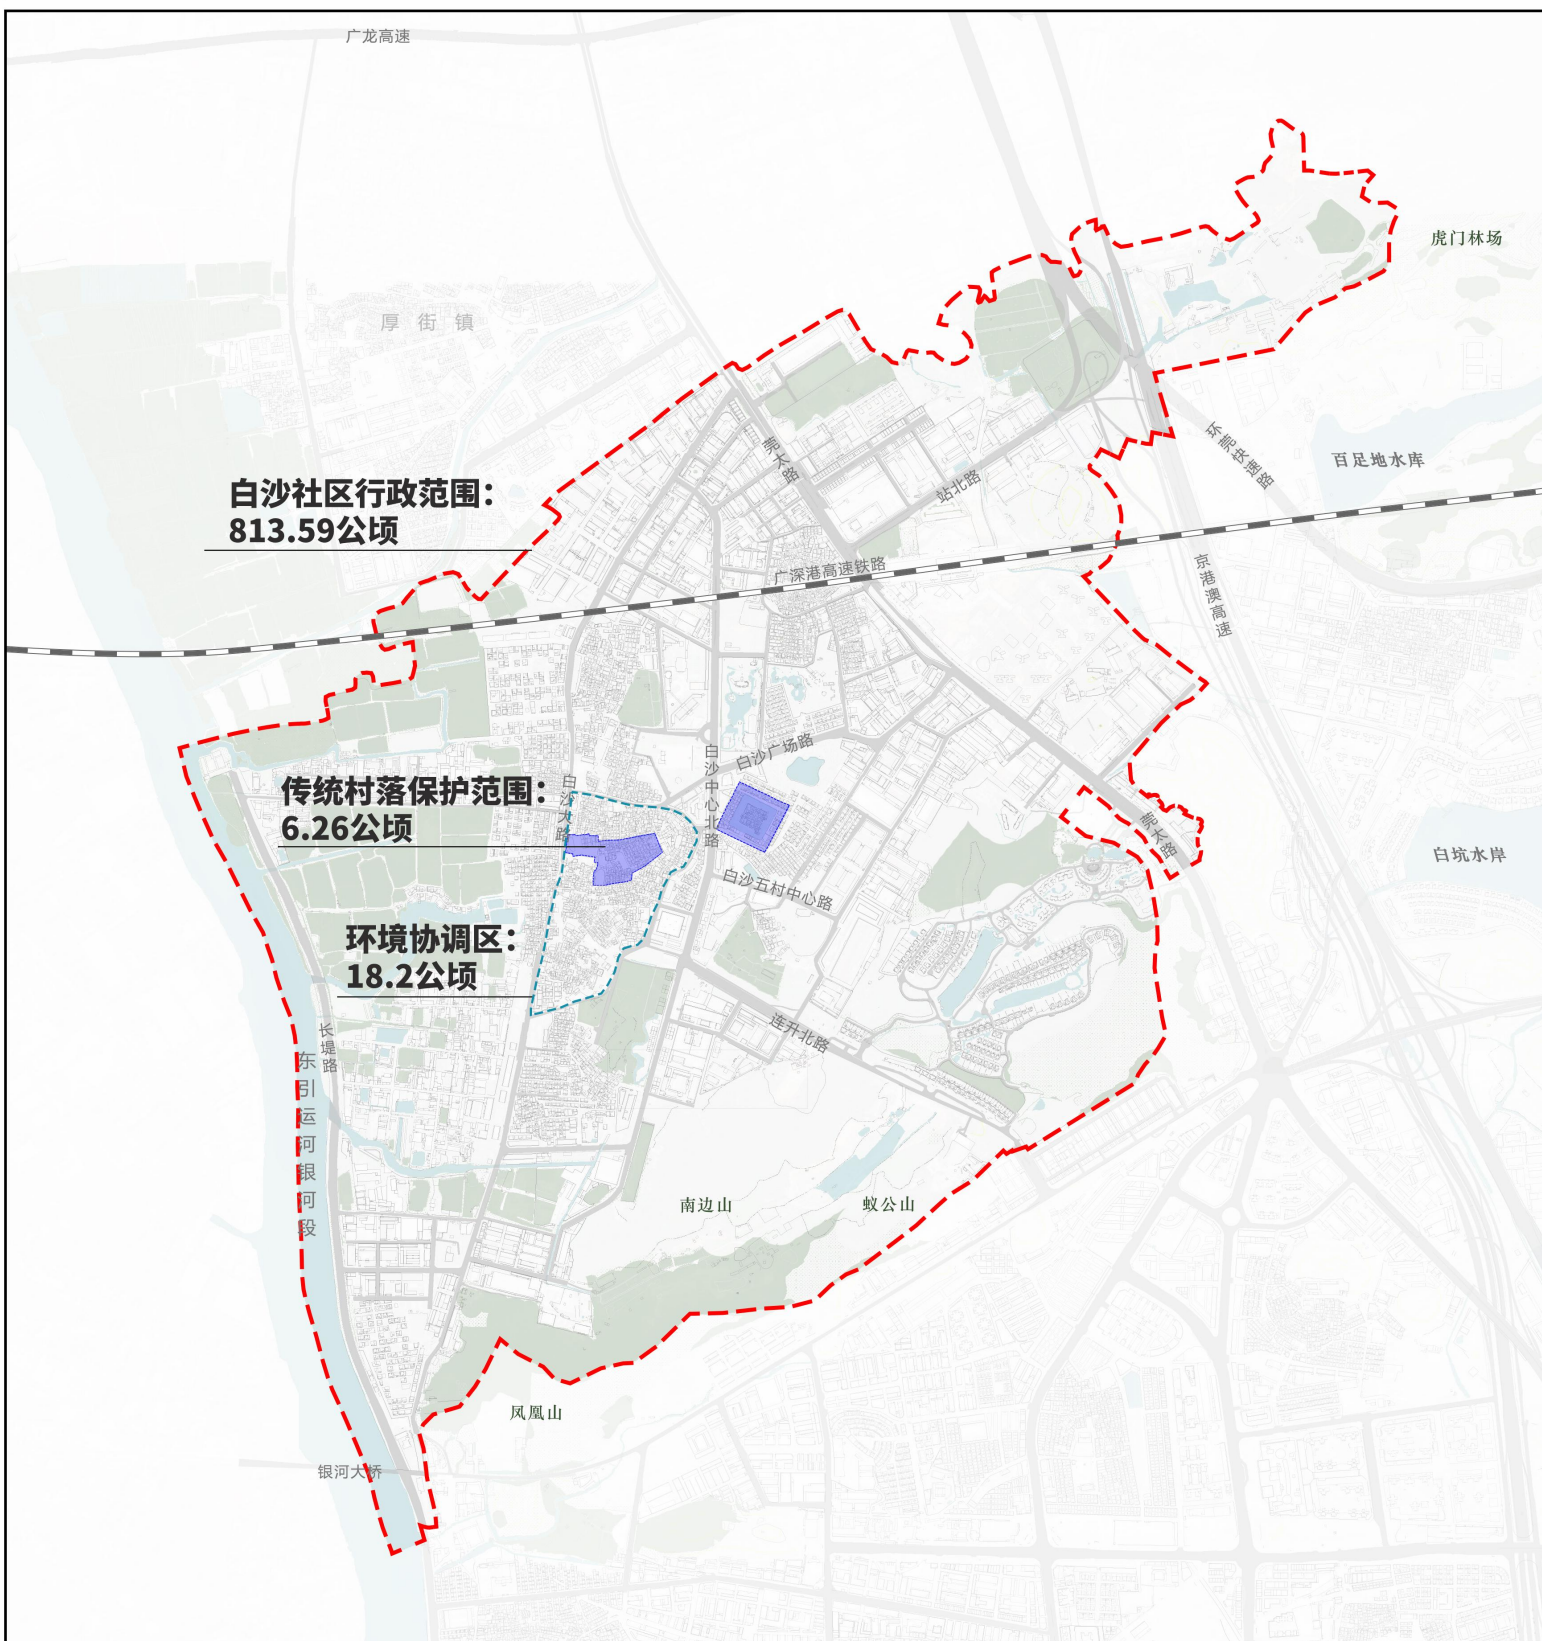 广龙高速
虎门林场
厚街镇
莞太路
环莞快速路
百足地水库
站北路
白沙社区行政范围：
813.59公顷
广深港高速铁路
京港澳高速
白沙中心北路
白沙广场路
白沙大路
传统村落保护范围：
6.26公顷
莞太路
白坑水岸
白沙五村中心路
环境协调区：
18.2公顷
连升北路
长堤路
东引运河银河段
南边山
蚁公山
凤凰山
银河大桥